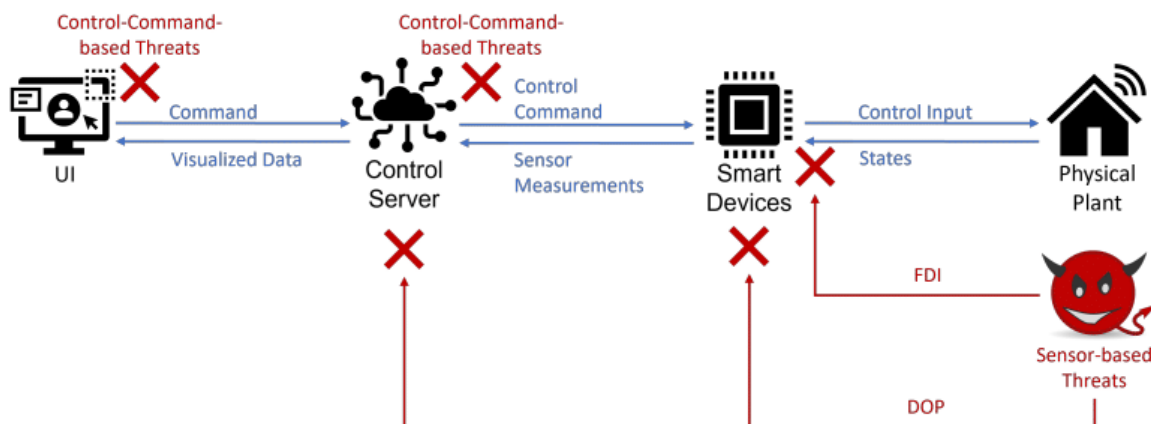 Control-Command-
based Threats
Control-Command-
based Threats
Command
Visualized Data
UI
Control
Server
Control
Command
Sensor
Measurements
Smart
Devices
Control Input
States
Physical
Plant
FDI
Sensor-based
Threats
DOP